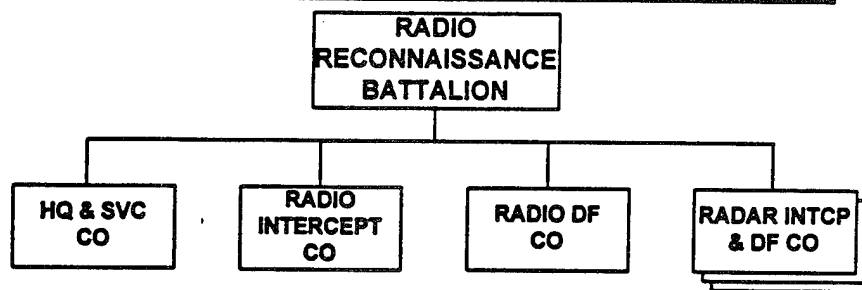 RADIO
RECONNAISSANCE
BATTALION
HQ & SVC
CO
RADIO
INTERCEPT
CO
RADIO DF
CO
RADAR INTCP
& DF CO